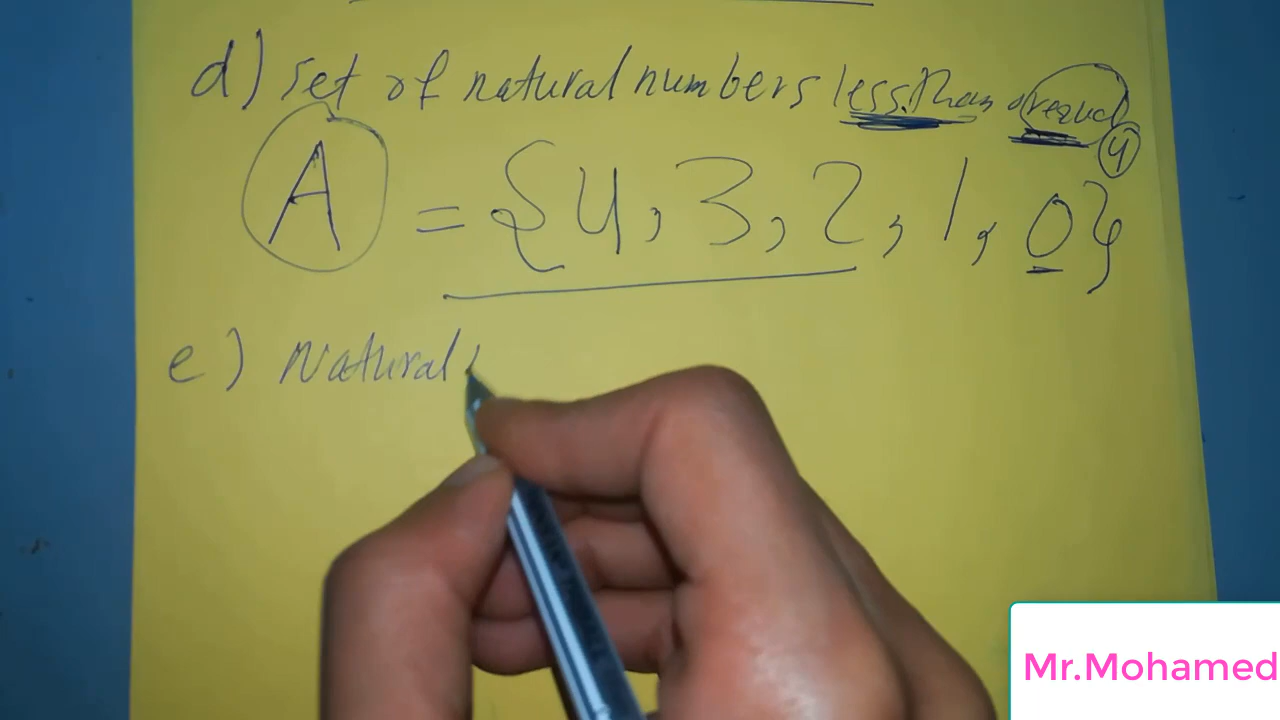 d) set of natural numbers less than or equal
4
A = {4, 3, 2, 1, 0}
e) Natural
Mr.Mohamed